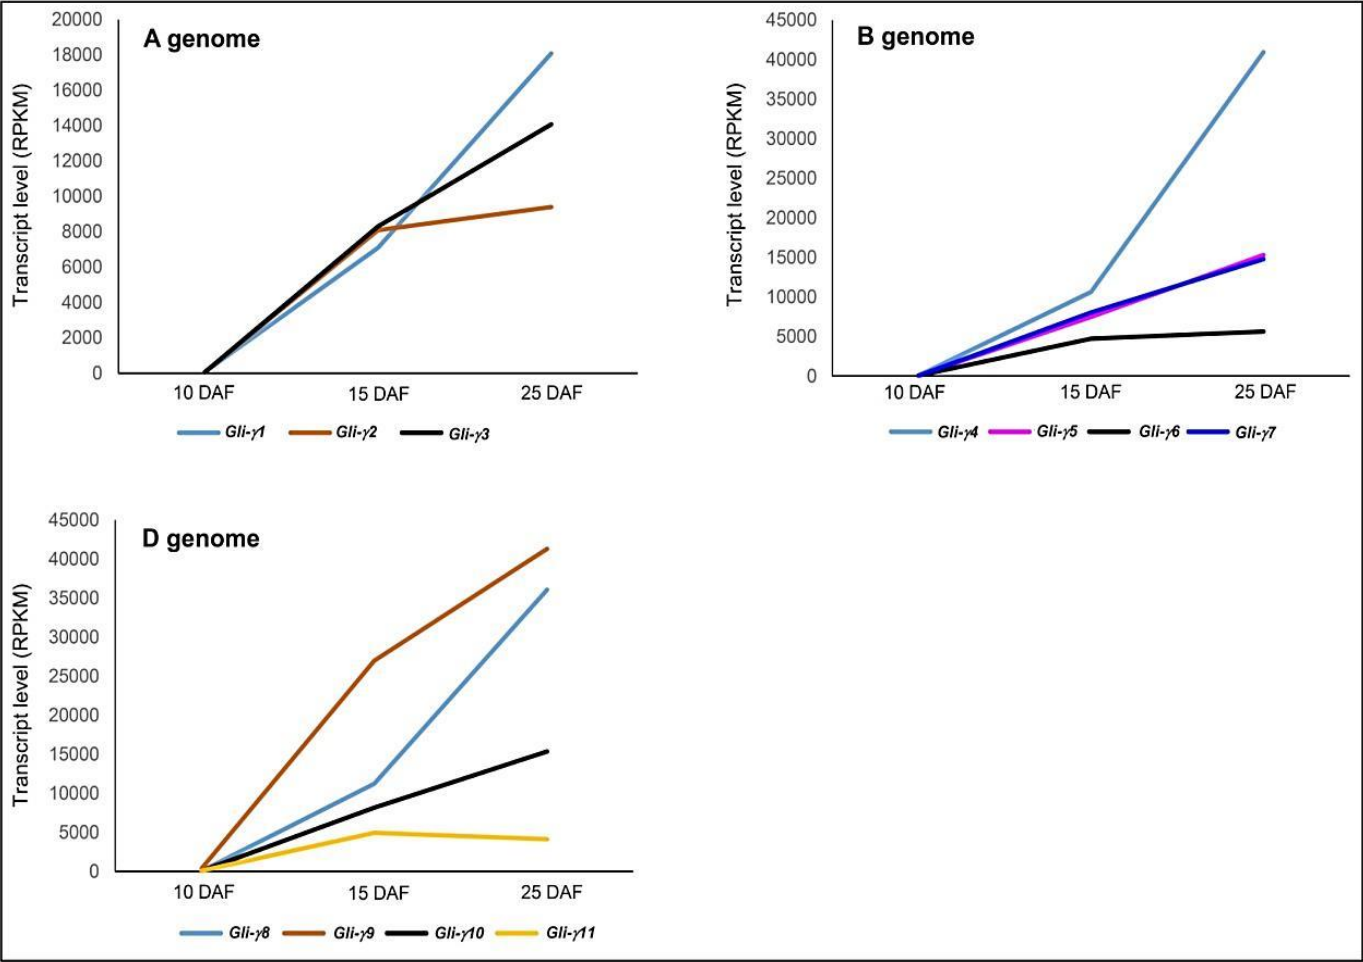 A genome
Transcript level (RPKM)
20000
18000
16000
14000
12000
10000
8000
6000
4000
2000
0
10 DAF 15 DAF 25 DAF
Gli-γ1 Gli-γ2 Gli-γ3
B genome
Transcript level (RPKM)
45000
40000
35000
30000
25000
20000
15000
10000
5000
0
10 DAF 15 DAF 25 DAF
Gli-γ4 Gli-γ5 Gli-γ6 Gli-γ7
D genome
Transcript level (RPKM)
45000
40000
35000
30000
25000
20000
15000
10000
5000
0
10 DAF 15 DAF 25 DAF
Gli-γ8 Gli-γ9 Gli-γ10 Gli-γ11